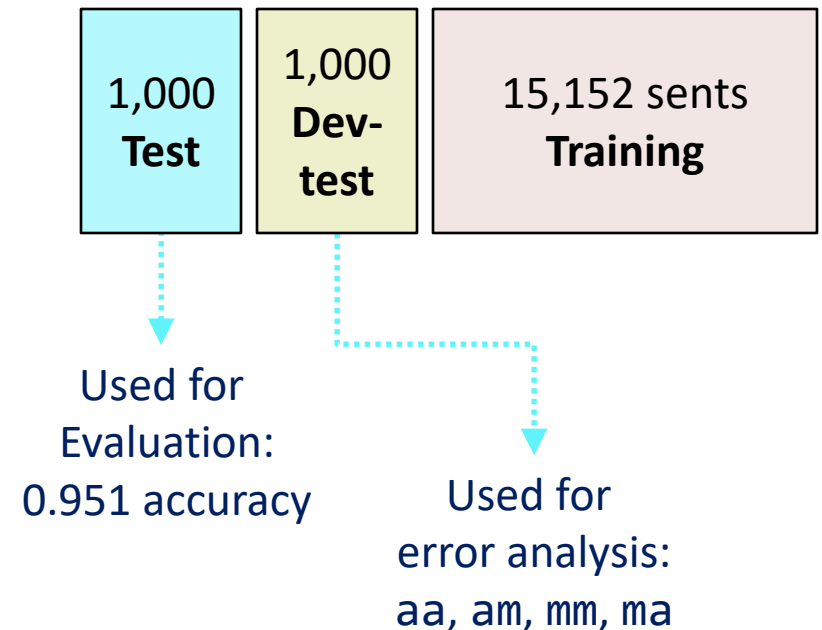 1,000
Test
1,000
Dev-
test
15,152 sents
Training
Used for
Evaluation:
0.951 accuracy
Used for
error analysis:
aa, am, mm, ma